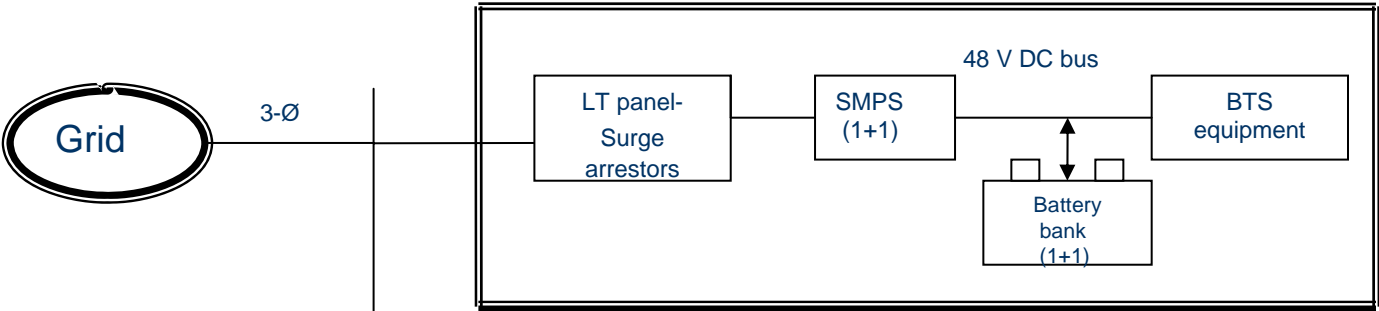 48 V DC bus
Grid
3-Ø
LT panel-
Surge
arrestors
SMPS
(1+1)
BTS
equipment
Battery
bank
(1+1)